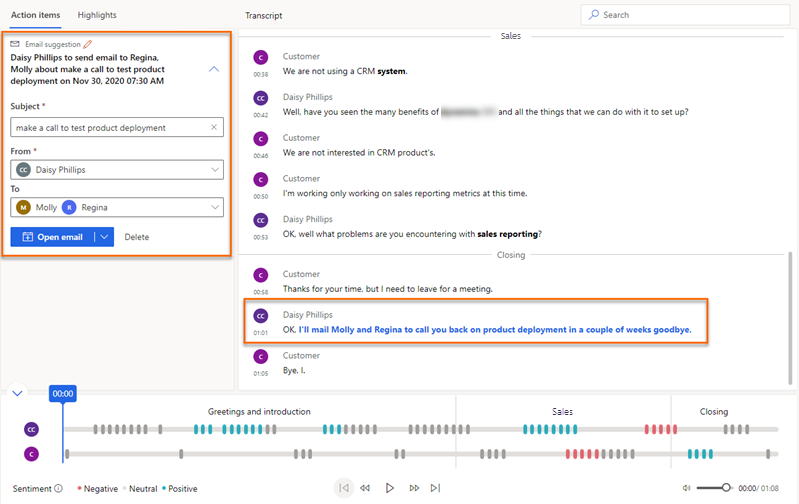 Action items Highlights
Transcript
Search
Email suggestion
Daisy Phillips to send email to Regina,
Molly about make a call to test product
deployment on Nov 30, 2020 07:30 AM
Subject *
make a call to test product deployment
From *
CC Daisy Phillips
To
M Molly R Regina
Open email Delete
Sales
C Customer
00:38 We are not using a CRM system.
CC Daisy Phillips
00:42 Well, have you seen the many benefits of and all the things that we can do with it to set up?
C Customer
00:46 We are not interested in CRM product's.
C Customer
00:50 I'm working only on sales reporting metrics at this time.
CC Daisy Phillips
00:53 OK, well what problems are you encountering with sales reporting?
Closing
C Customer
00:58 Thanks for your time, but I need to leave for a meeting.
CC Daisy Phillips
01:01 OK, I'll mail Molly and Regina to call you back on product deployment in a couple of weeks goodbye.
C Customer
01:05 Bye, I.
00:00
Greetings and introduction Sales Closing
CC
C
Sentiment Negative Neutral Positive
00:00 / 01:08